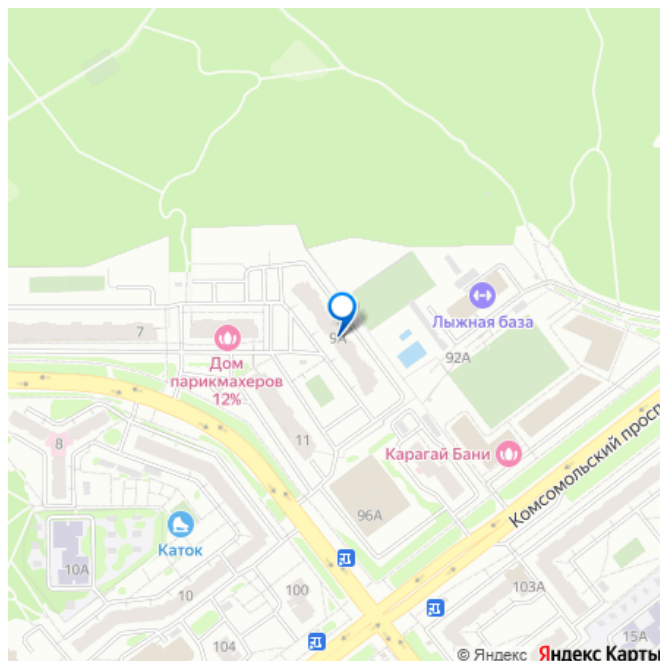 9А
Лыжная база
7
92А
Дом
парикмахеров
12%
11
8
Карагай Бани
Комсомольский просп
96А
Каток
10А
10
100
103А
104
15А
© Яндекс Яндекс Карты